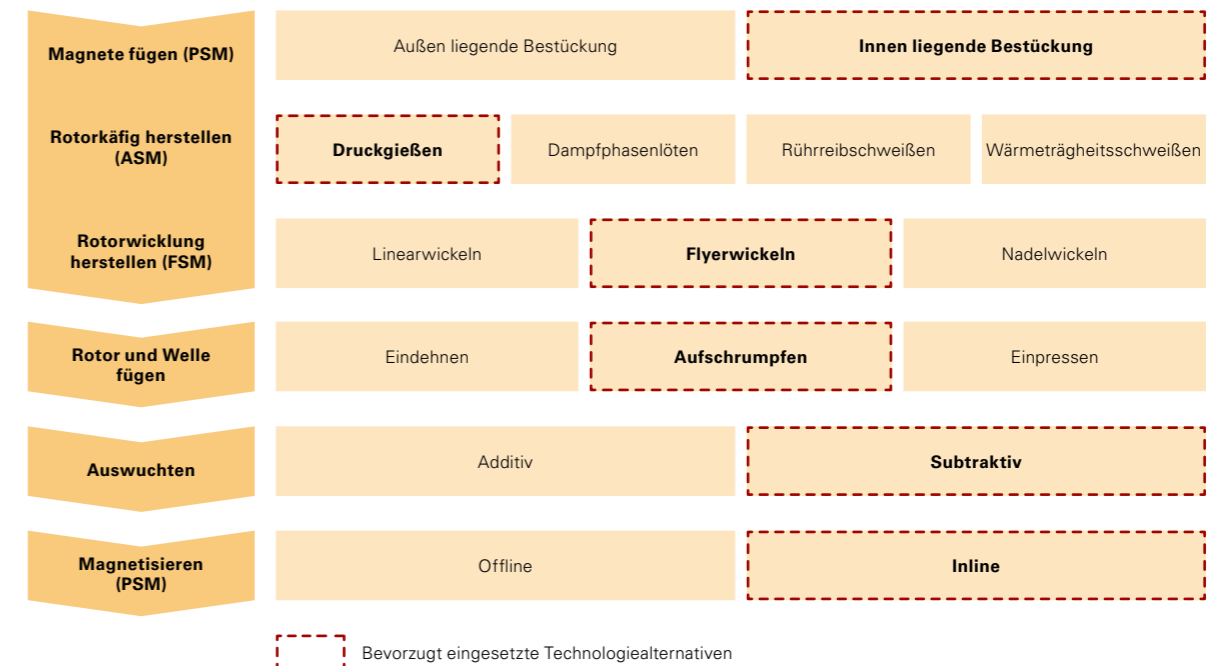 Magnete fügen (PSM)
Außen liegende Bestückung
Innen liegende Bestückung
Rotorkäfig herstellen
(ASM)
Druckgießen
Dampfphasenlöten
Rührreibschweißen
Wärmeträgheitsschweißen
Rotorwicklung
herstellen (FSM)
Linearwickeln
Flyerwickeln
Nadelwickeln
Rotor und Welle
fügen
Eindehnen
Aufschrumpfen
Einpressen
Auswuchten
Additiv
Subtraktiv
Magnetisieren
(PSM)
Offline
Inline
Bevorzugt eingesetzte Technologiealternativen